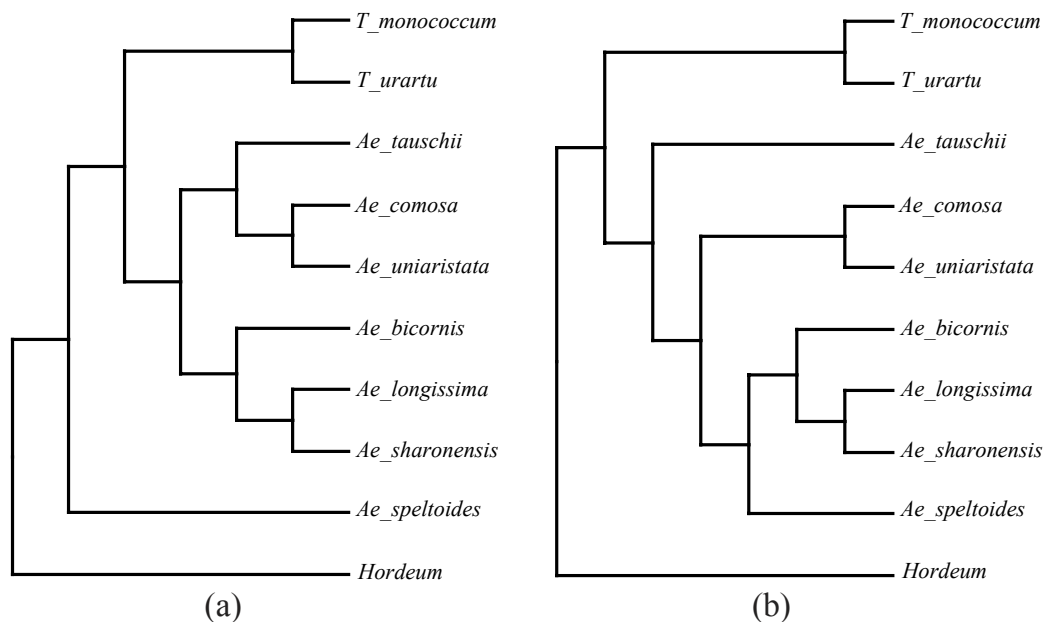 T_monococcum
T_urartu
Ae_tauschii
Ae_comosa
Ae_uniaristata
Ae_bicornis
Ae_longissima
Ae_sharonensis
Ae_speltoides
Hordeum
(a)
T_monococcum
T_urartu
Ae_tauschii
Ae_comosa
Ae_uniaristata
Ae_bicornis
Ae_longissima
Ae_sharonensis
Ae_speltoides
Hordeum
(b)